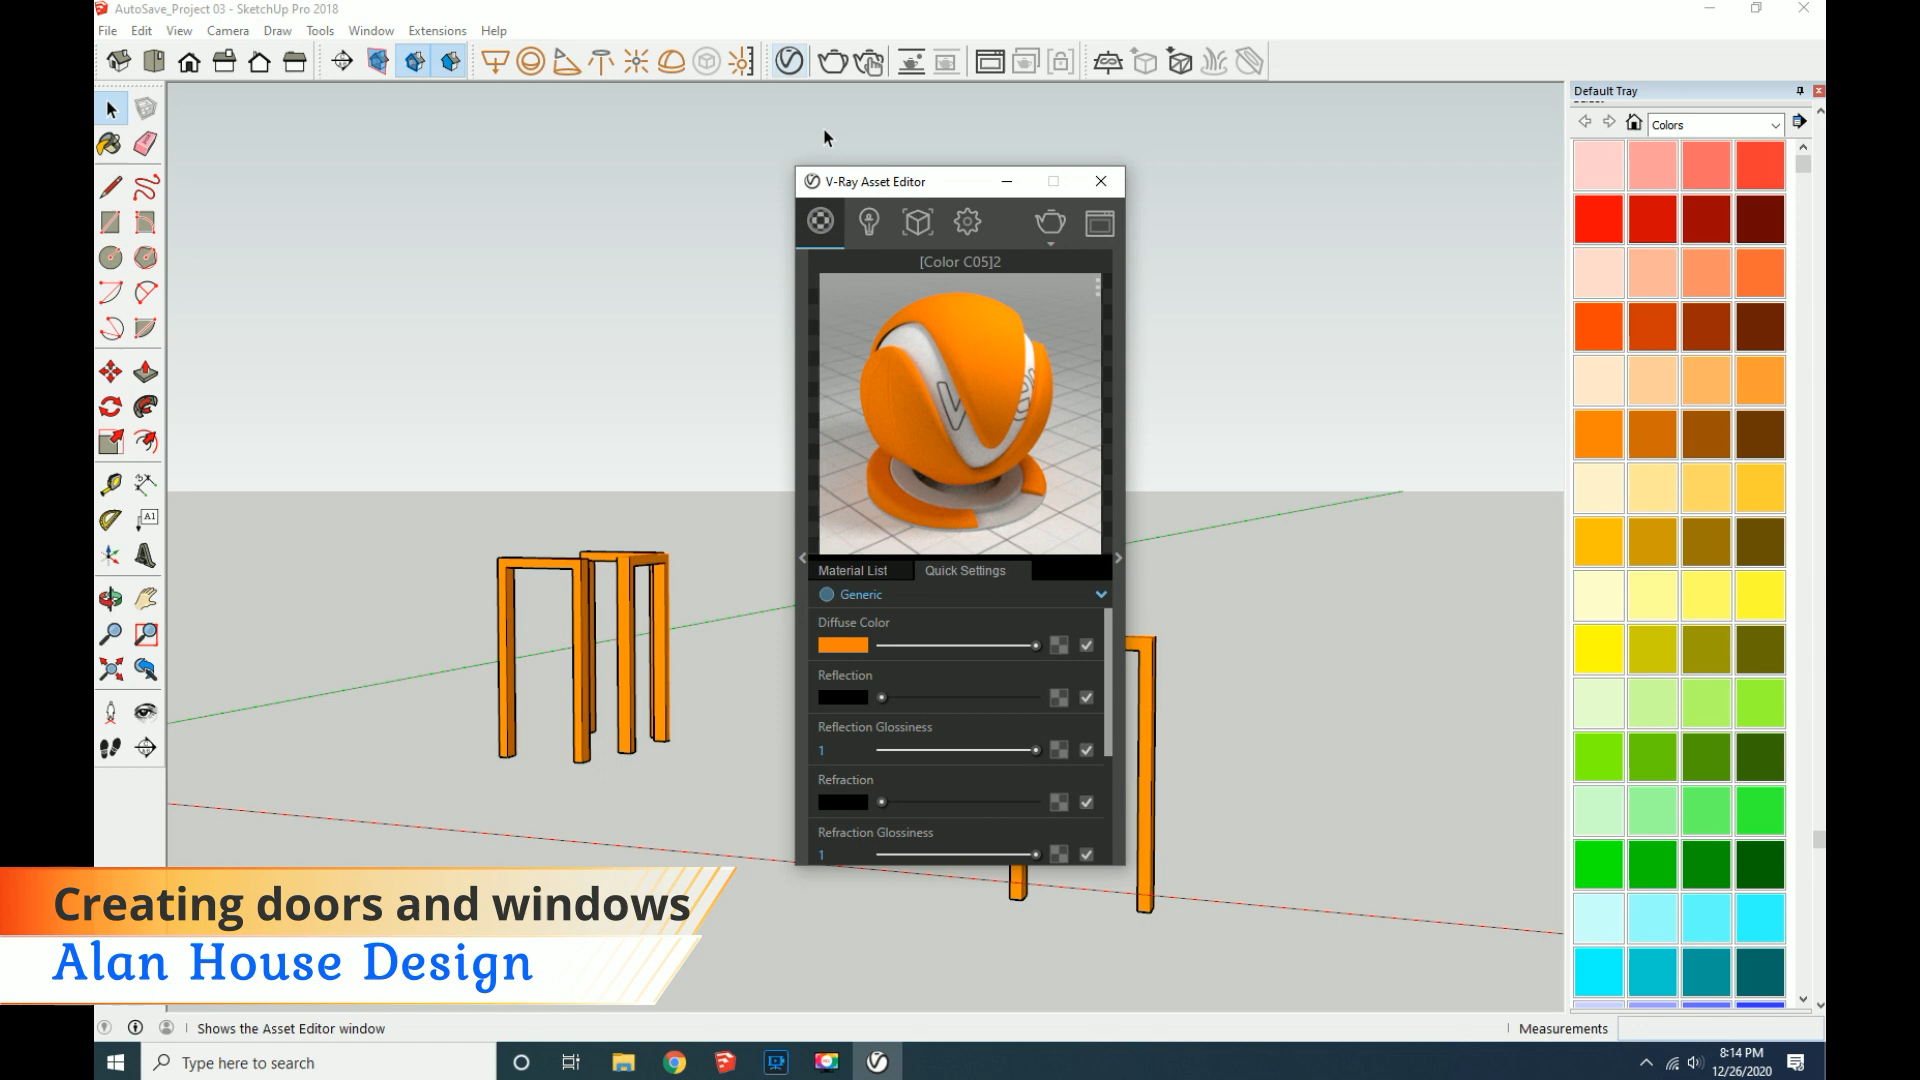 AutoSave_Project 03 - SketchUp Pro 2018
File Edit View Camera Draw Tools Window Extensions Help
Default Tray
Colors
V-Ray Asset Editor
[Color C05]2
Material List Quick Settings
Generic
Diffuse Color
Reflection
Reflection Glossiness
1
Refraction
Refraction Glossiness
1
A1
Creating doors and windows
Alan House Design
Shows the Asset Editor window
Measurements
Type here to search
8:14 PM
12/26/2020